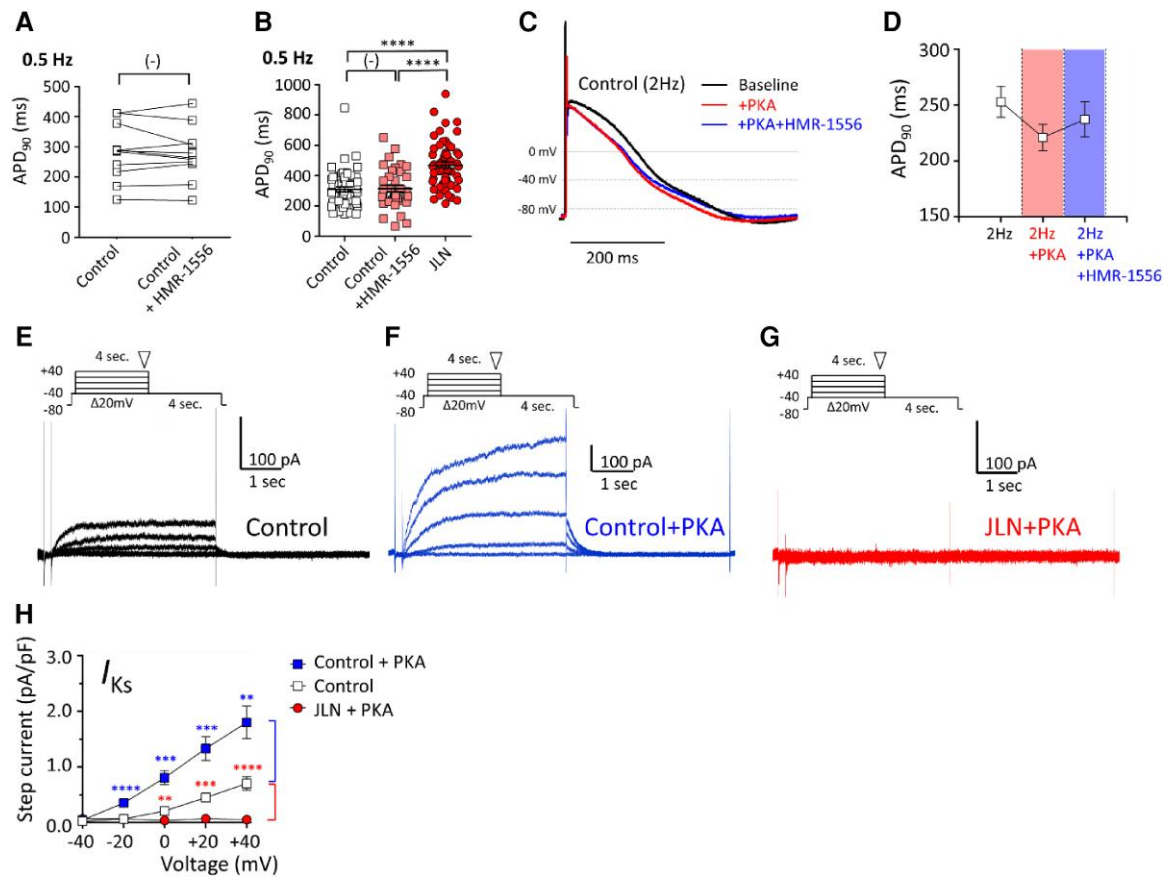 A
0.5 Hz
(-)
APD90 (ms)
500
400
300
200
100
0
Control
Control
+ HMR-1556
B
0.5 Hz
****
(-)
****
APD90 (ms)
1000
800
600
400
200
0
Control
Control
+HMR-1556
JLN
C
Control (2Hz)
Baseline
+PKA
+PKA+HMR-1556
0 mV
-40 mV
-80 mV
200 ms
D
APD90 (ms)
300
250
200
150
2Hz
2Hz
+PKA
2Hz
+PKA
+HMR-1556
E
4 sec.
+40
-40
-80
Δ20mV
4 sec.
100 pA
1 sec
Control
F
4 sec.
+40
-40
-80
Δ20mV
4 sec.
100 pA
1 sec
Control+PKA
G
4 sec.
+40
-40
-80
Δ20mV
4 sec.
100 pA
1 sec
JLN+PKA
H
IKs
Step current (pA/pF)
3.0
2.0
1.0
0.0
****
***
***
**
**
***
****
-40
-20
0
+20
+40
Voltage (mV)
Control + PKA
Control
JLN + PKA